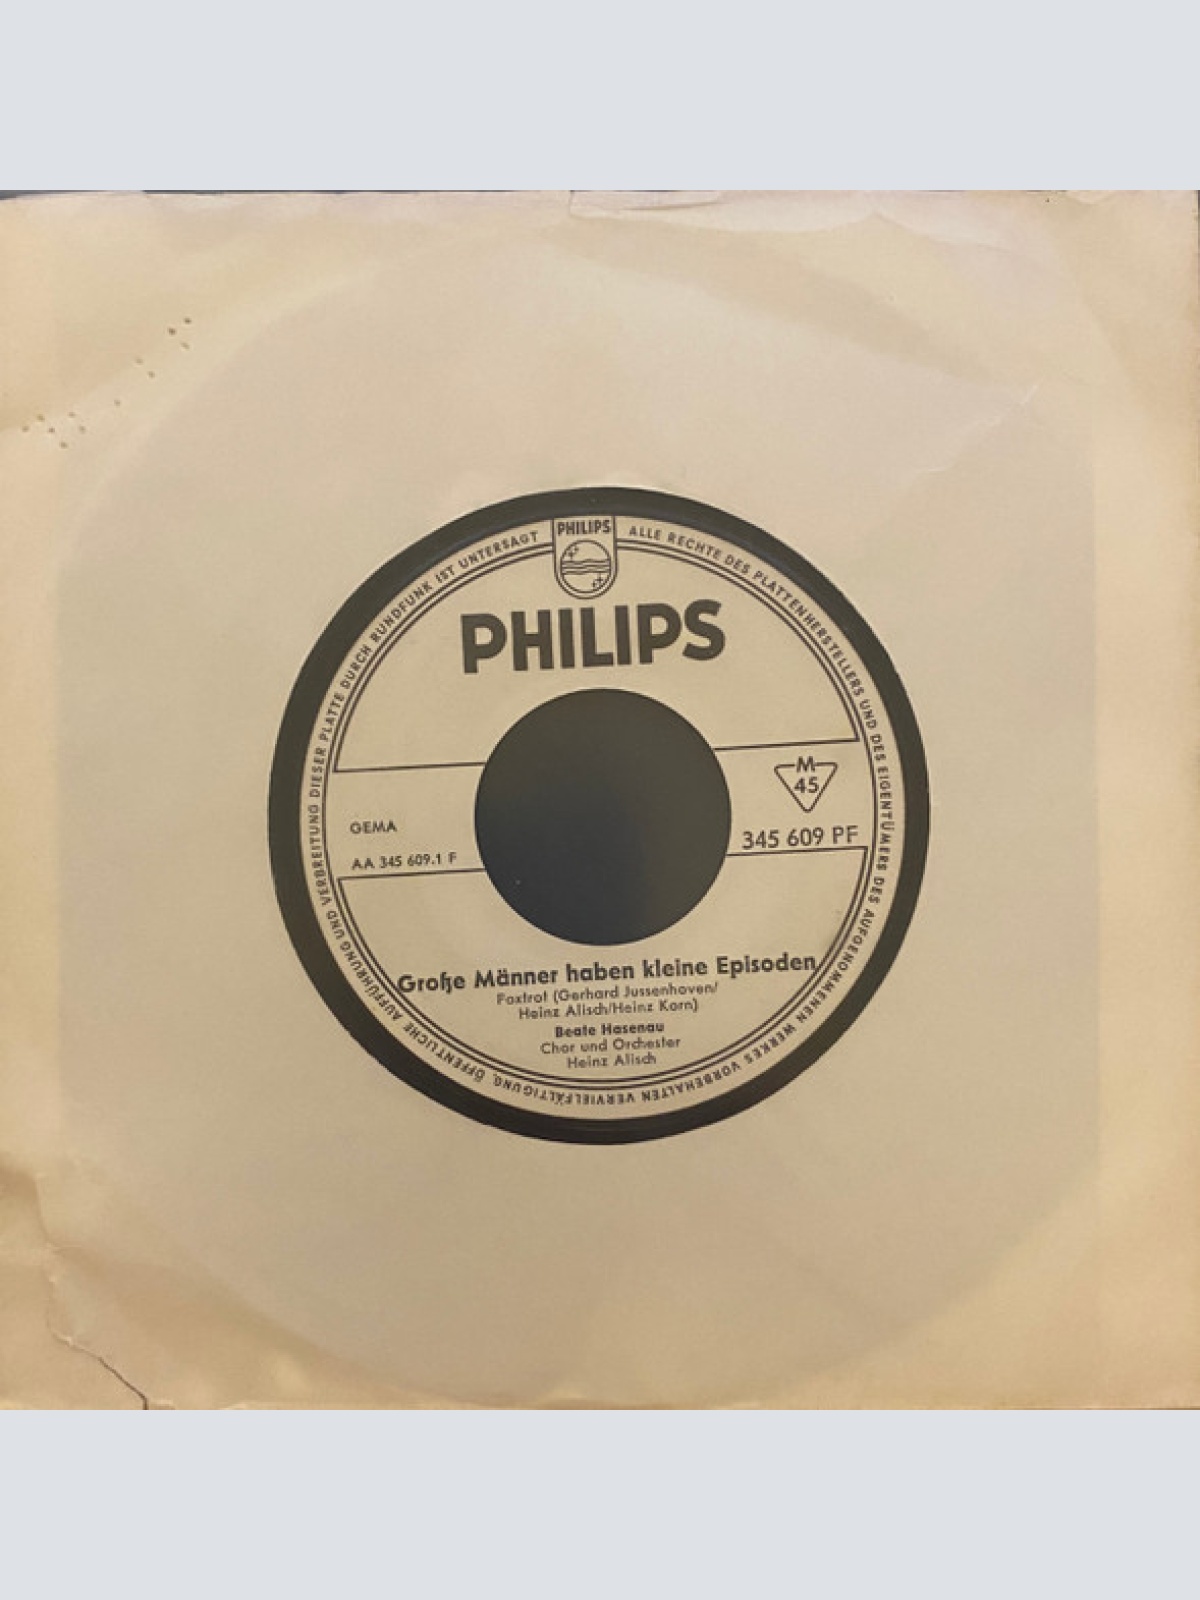 PHILIPS
ALLE RECHTE DES PLATTENHERSTELLERS UND DES EIGENTÜMERS DES AUFGENOMMENEN WERKES VORBEHALTEN VERVIELFÄLTIGUNG, ÖFFENTLICHE AUFFÜHRUNG UND VERBREITUNG DIESER PLATTE DURCH RUNDFUNK IST UNTERSAGT
PHILIPS
M
45
GEMA
345 609 PF
AA 345 609.1 F
Große Männer haben kleine Episoden
Foxtrot (Gerhard Jussenhoven/
Heinz Alisch/Heinz Korn)
Beate Hasenau
Chor und Orchester
Heinz Alisch